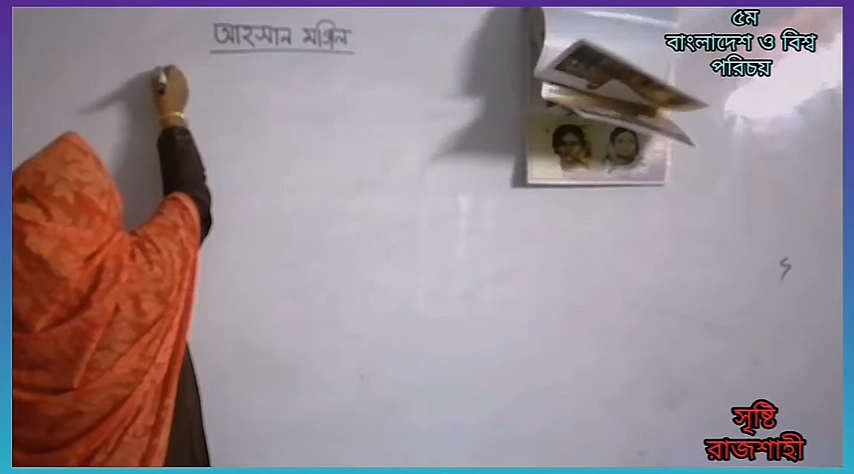 আহসান মঞ্জিল
৫ম
বাংলাদেশ ও বিশ্ব
পরিচয়
সৃষ্টি
রাজশাহী